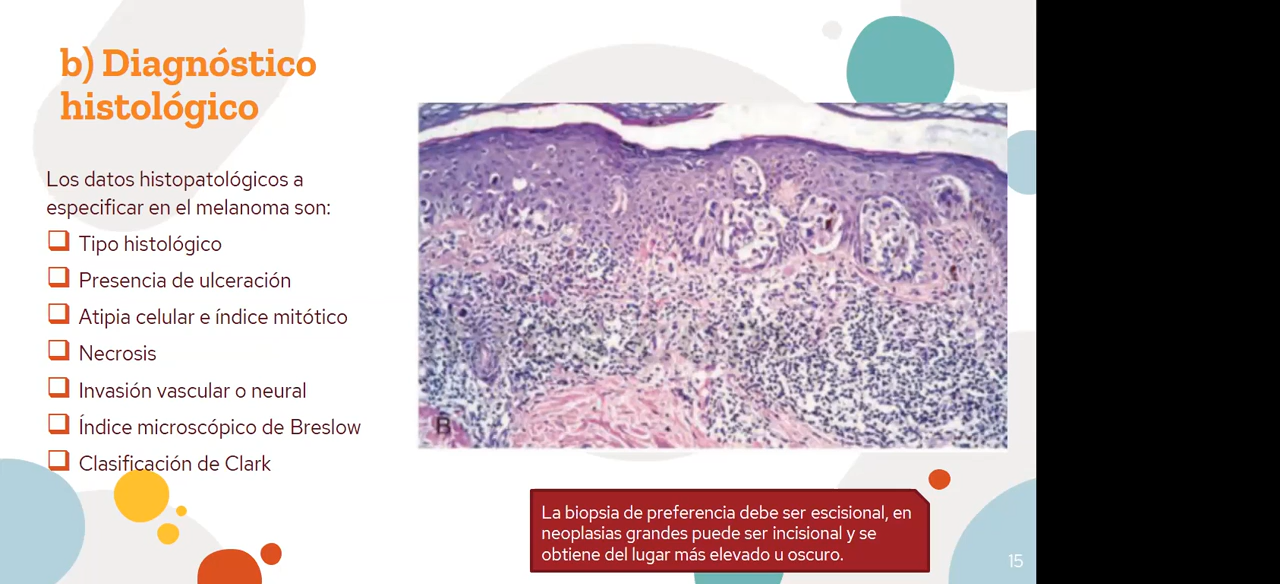 b) Diagnóstico
histológico
Los datos histopatológicos a
especificar en el melanoma son:
Tipo histológico
Presencia de ulceración
Atipia celular e índice mitótico
Necrosis
Invasión vascular o neural
Índice microscópico de Breslow
Clasificación de Clark
B
La biopsia de preferencia debe ser escisional, en
neoplasias grandes puede ser incisional y se
obtiene del lugar más elevado u oscuro.
15